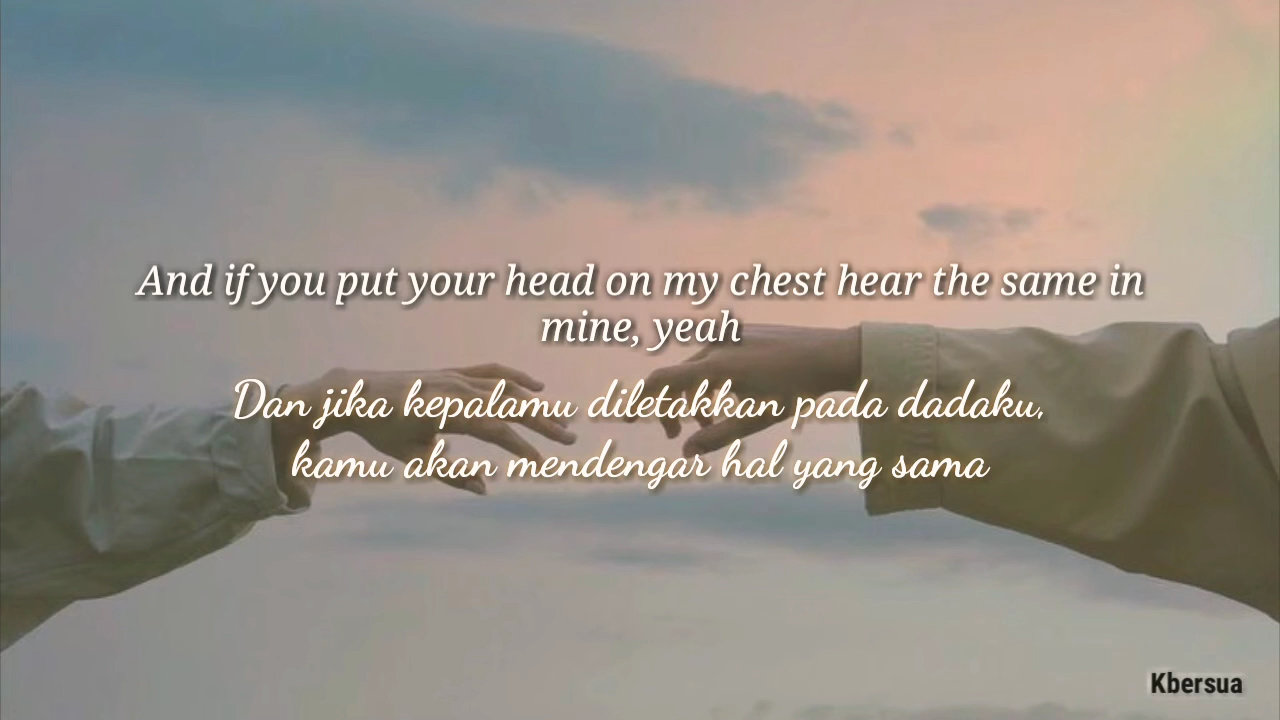 And if you put your head on my chest hear the same in
mine, yeah
Dan jika kepalamu diletakkan pada dadaku,
kamu akan mendengar hal yang sama
Kbersua